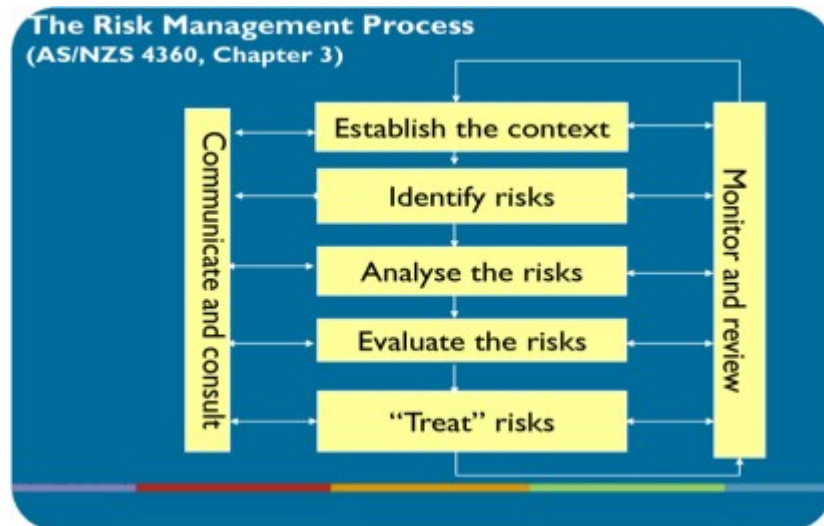 The Risk Management Process
(AS/NZS 4360, Chapter 3)
Communicate and consult
Establish the context
Identify risks
Analyse the risks
Evaluate the risks
“Treat” risks
Monitor and review